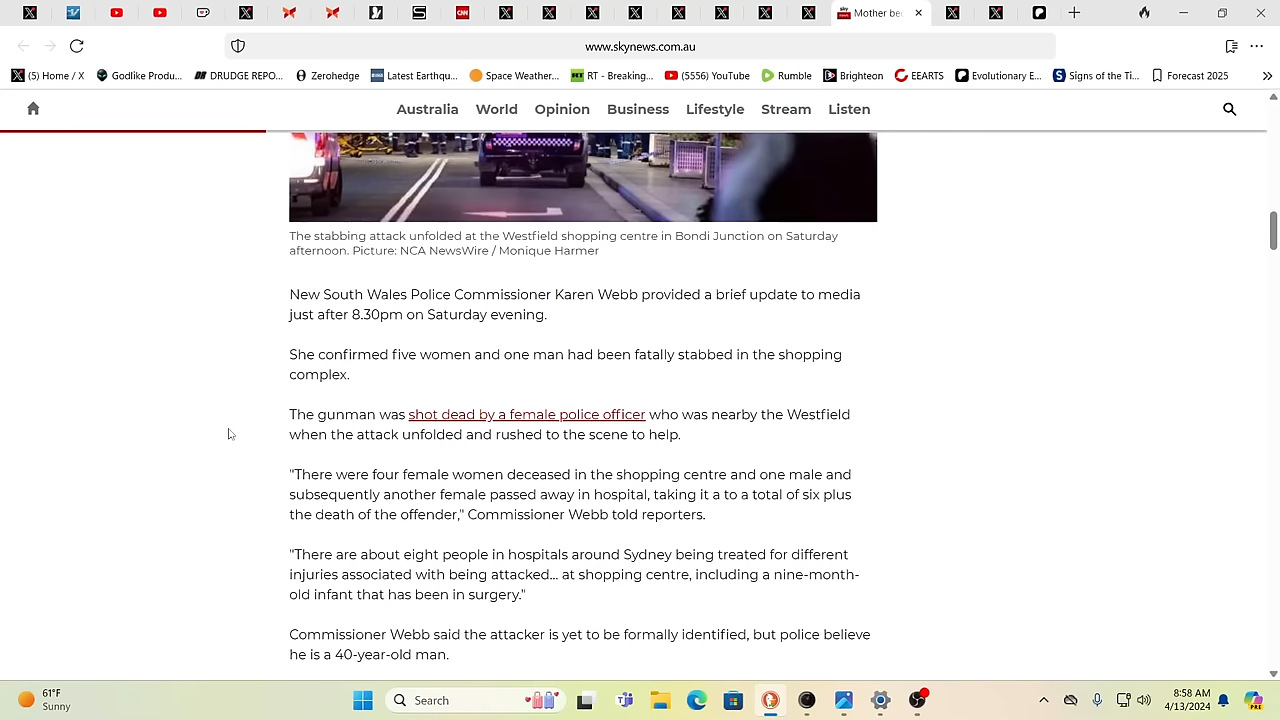 Mother bec
www.skynews.com.au
(5) Home / X
Godlike Produ...
DRUDGE REPO...
Zerohedge
Latest Earthqu...
Space Weather...
RT - Breaking...
(5556) YouTube
Rumble
Brighteon
EEARTS
Evolutionary E...
Signs of the Ti...
Forecast 2025
Australia World Opinion Business Lifestyle Stream Listen
The stabbing attack unfolded at the Westfield shopping centre in Bondi Junction on Saturday
afternoon. Picture: NCA NewsWire / Monique Harmer
New South Wales Police Commissioner Karen Webb provided a brief update to media
just after 8.30pm on Saturday evening.
She confirmed five women and one man had been fatally stabbed in the shopping
complex.
The gunman was shot dead by a female police officer who was nearby the Westfield
when the attack unfolded and rushed to the scene to help.
"There were four female women deceased in the shopping centre and one male and
subsequently another female passed away in hospital, taking it a to a total of six plus
the death of the offender," Commissioner Webb told reporters.
"There are about eight people in hospitals around Sydney being treated for different
injuries associated with being attacked... at shopping centre, including a nine-month-
old infant that has been in surgery."
Commissioner Webb said the attacker is yet to be formally identified, but police believe
he is a 40-year-old man.
61°F
Sunny
Search
8:58 AM
4/13/2024